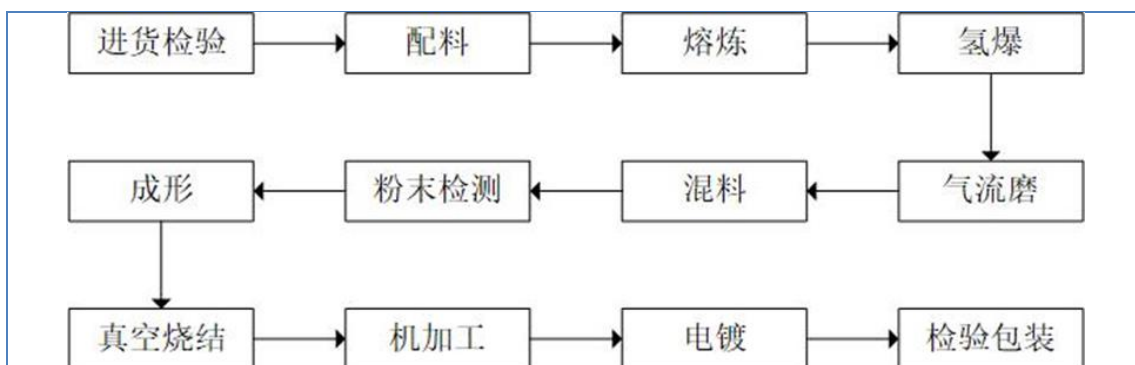 进货检验
配料
熔炼
氢爆
气流磨
混料
粉末检测
成形
真空烧结
机加工
电镀
检验包装